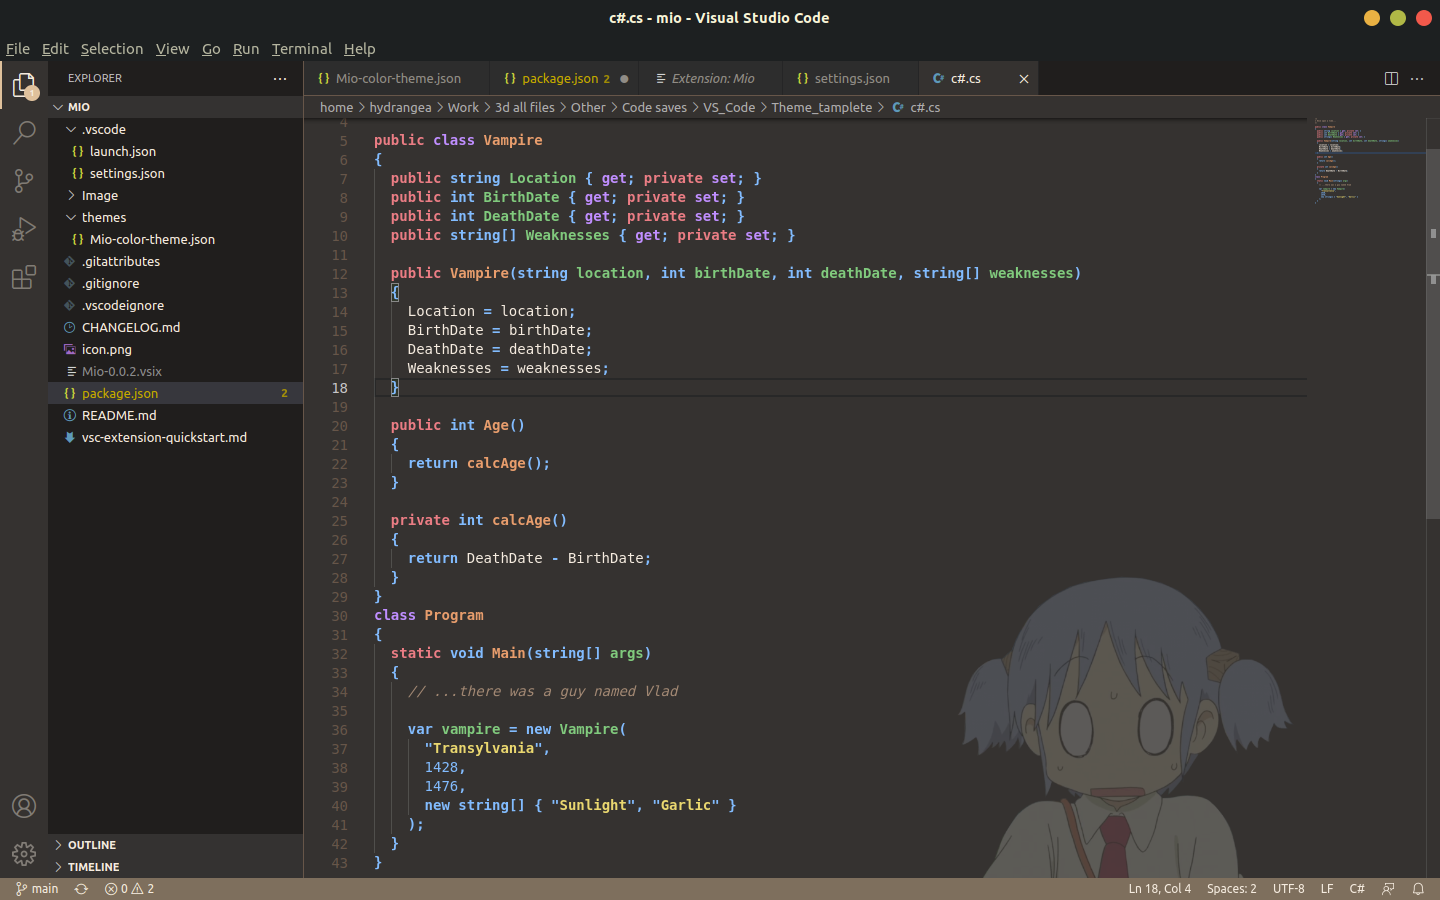 c#.cs - mio - Visual Studio Code
File Edit Selection View Go Run Terminal Help
EXPLORER ···
Mio-color-theme.json
package.json 2
Extension: Mio
settings.json
c#.cs
home > hydrangea > Work > 3d all files > Other > Code saves > VS_Code > Theme_tamplete > c#.cs
1
MIO
.vscode
launch.json
settings.json
Image
themes
Mio-color-theme.json
.gitattributes
.gitignore
.vscodeignore
CHANGELOG.md
icon.png
Mio-0.0.2.vsix
package.json 2
README.md
vsc-extension-quickstart.md
OUTLINE
TIMELINE
4
5 public class Vampire
6 {
7 public string Location { get; private set; }
8 public int BirthDate { get; private set; }
9 public int DeathDate { get; private set; }
10 public string[] Weaknesses { get; private set; }
11
12 public Vampire(string location, int birthDate, int deathDate, string[] weaknesses)
13 {
14 Location = location;
15 BirthDate = birthDate;
16 DeathDate = deathDate;
17 Weaknesses = weaknesses;
18 }
19
20 public int Age()
21 {
22 return calcAge();
23 }
24
25 private int calcAge()
26 {
27 return DeathDate - BirthDate;
28 }
29 }
30 class Program
31 {
32 static void Main(string[] args)
33 {
34 // ...there was a guy named Vlad
35
36 var vampire = new Vampire(
37 "Transylvania",
38 1428,
39 1476,
40 new string[] { "Sunlight", "Garlic" }
41 );
42 }
43 }
main 0 2 Ln 18, Col 4 Spaces: 2 UTF-8 LF C#